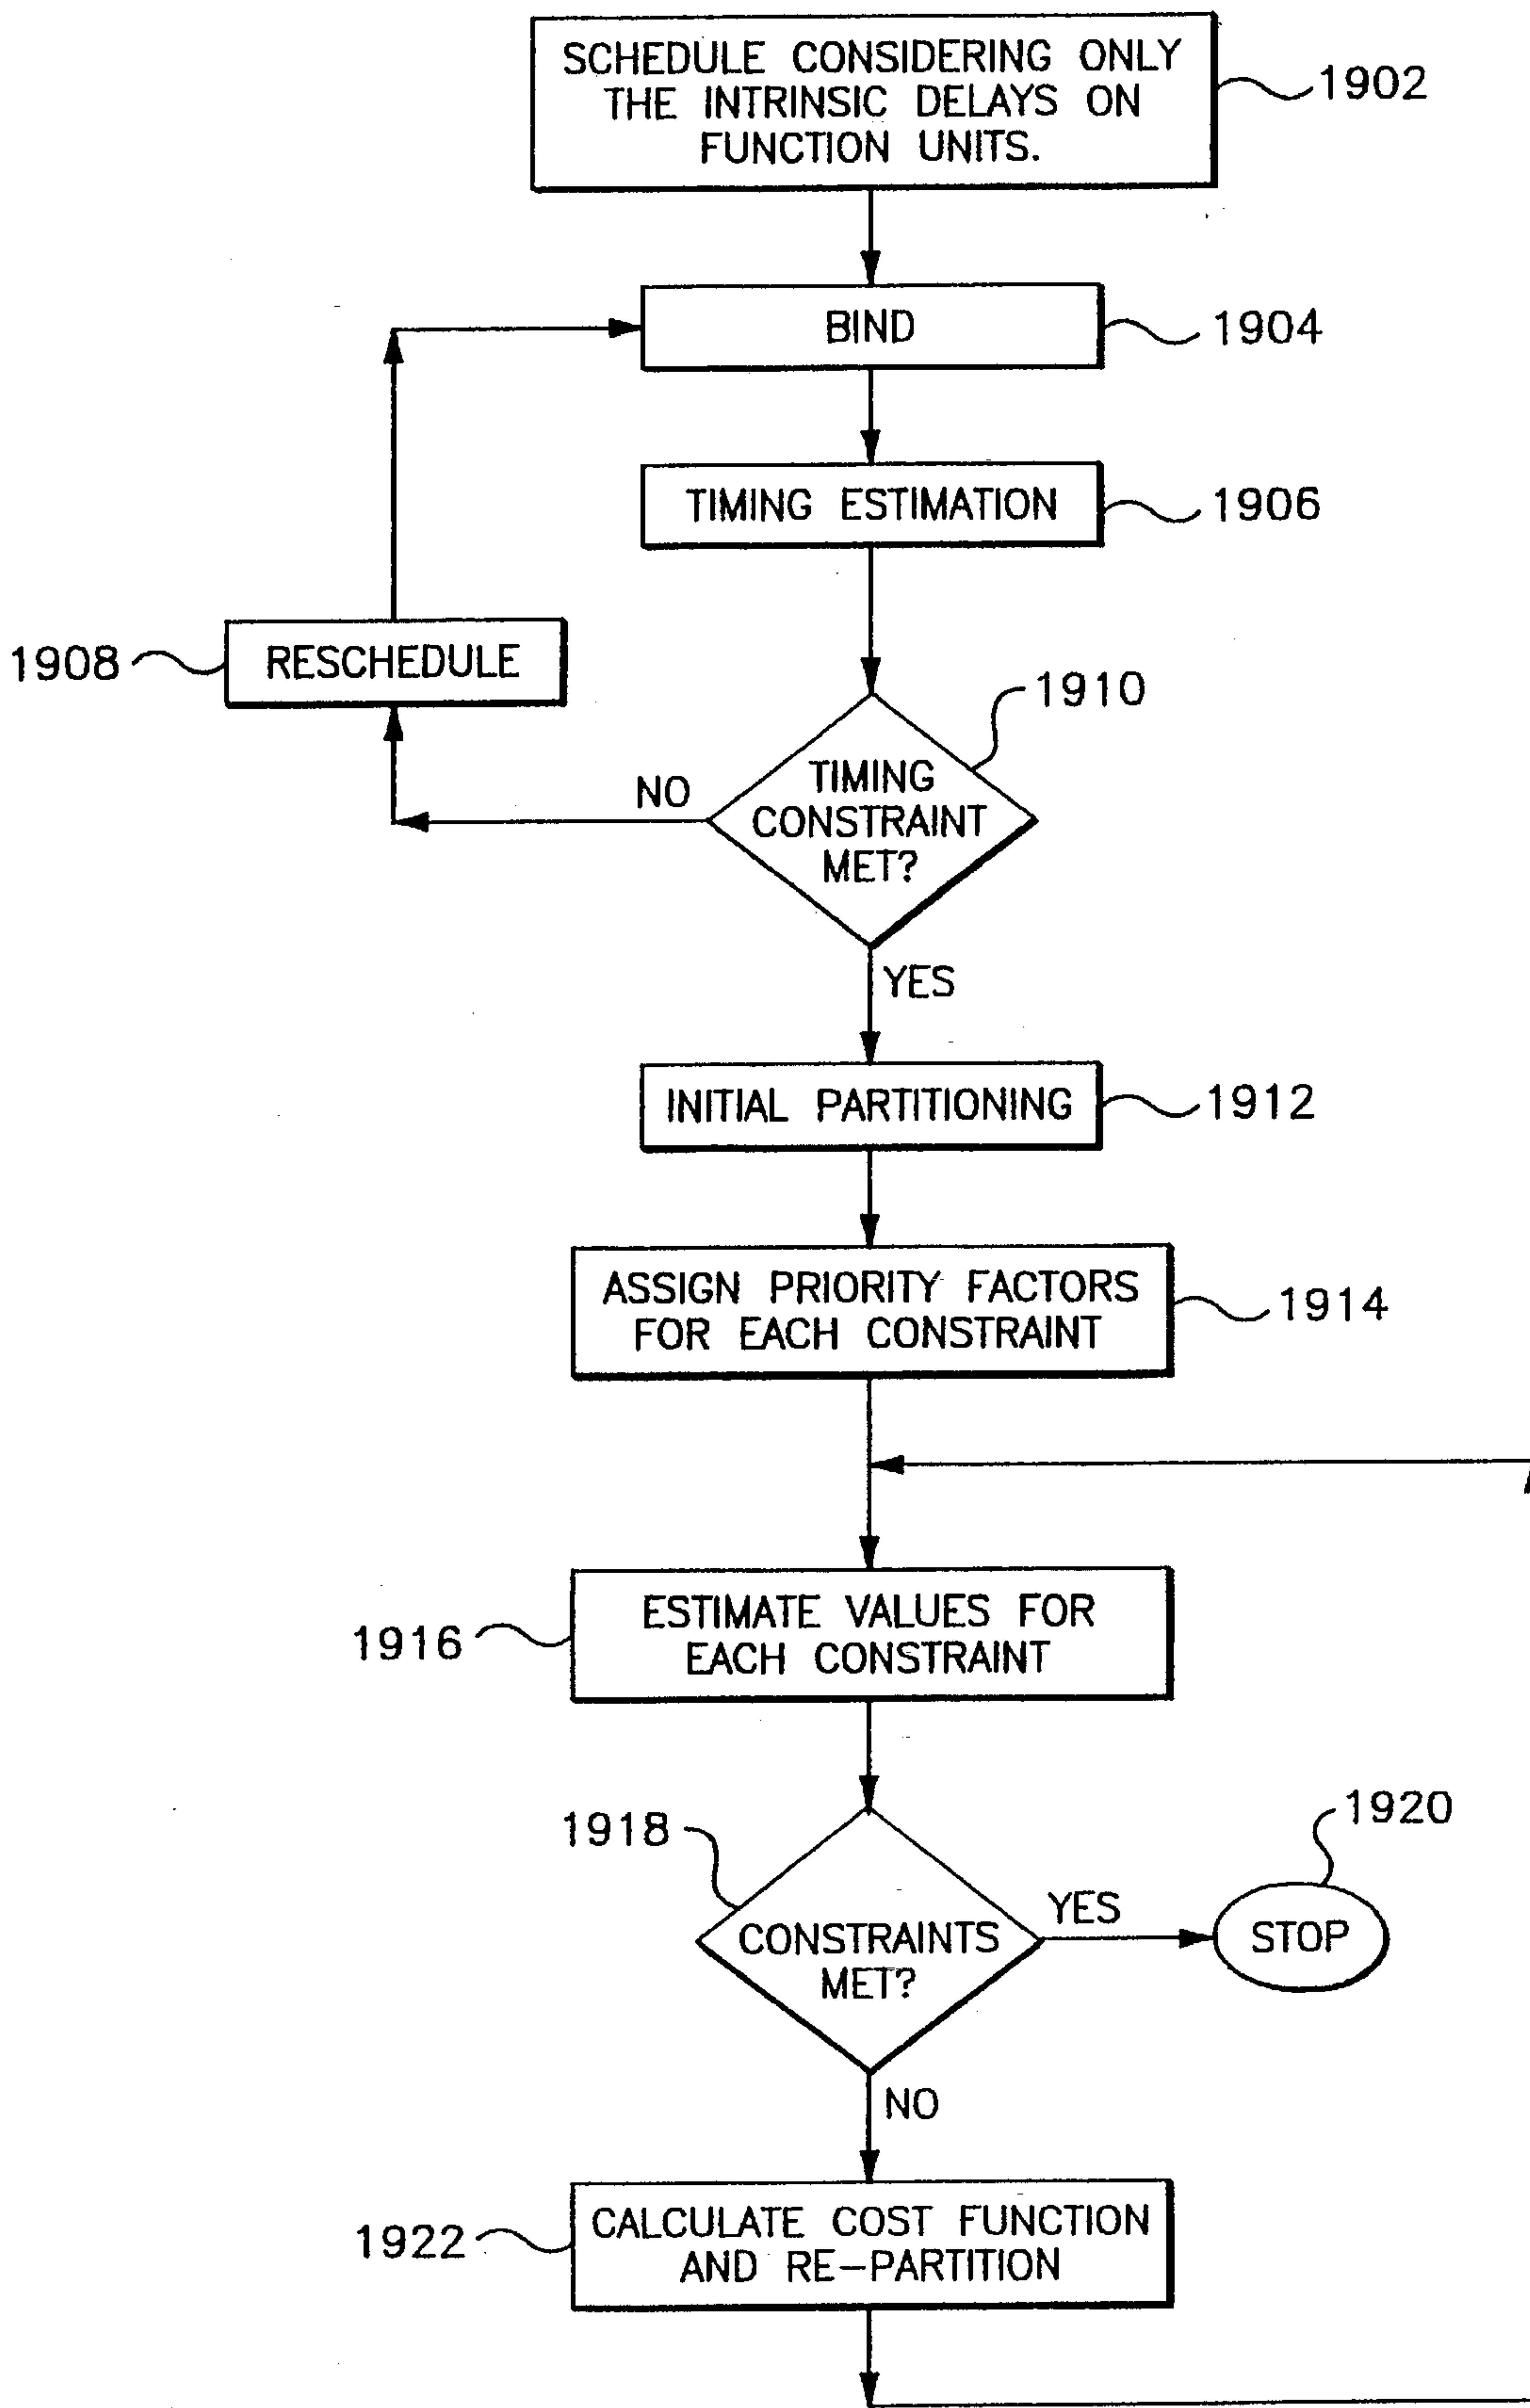 SCHEDULE CONSIDERING ONLY
THE INTRINSIC DELAYS ON
FUNCTION UNITS.
1902
BIND
1904
TIMING ESTIMATION
1906
1908
RESCHEDULE
1910
TIMING
CONSTRAINT
MET?
NO
YES
INITIAL PARTITIONING
1912
ASSIGN PRIORITY FACTORS
FOR EACH CONSTRAINT
1914
ESTIMATE VALUES FOR
EACH CONSTRAINT
1916
1918
CONSTRAINTS
MET?
YES
1920
STOP
NO
CALCULATE COST FUNCTION
AND RE-PARTITION
1922